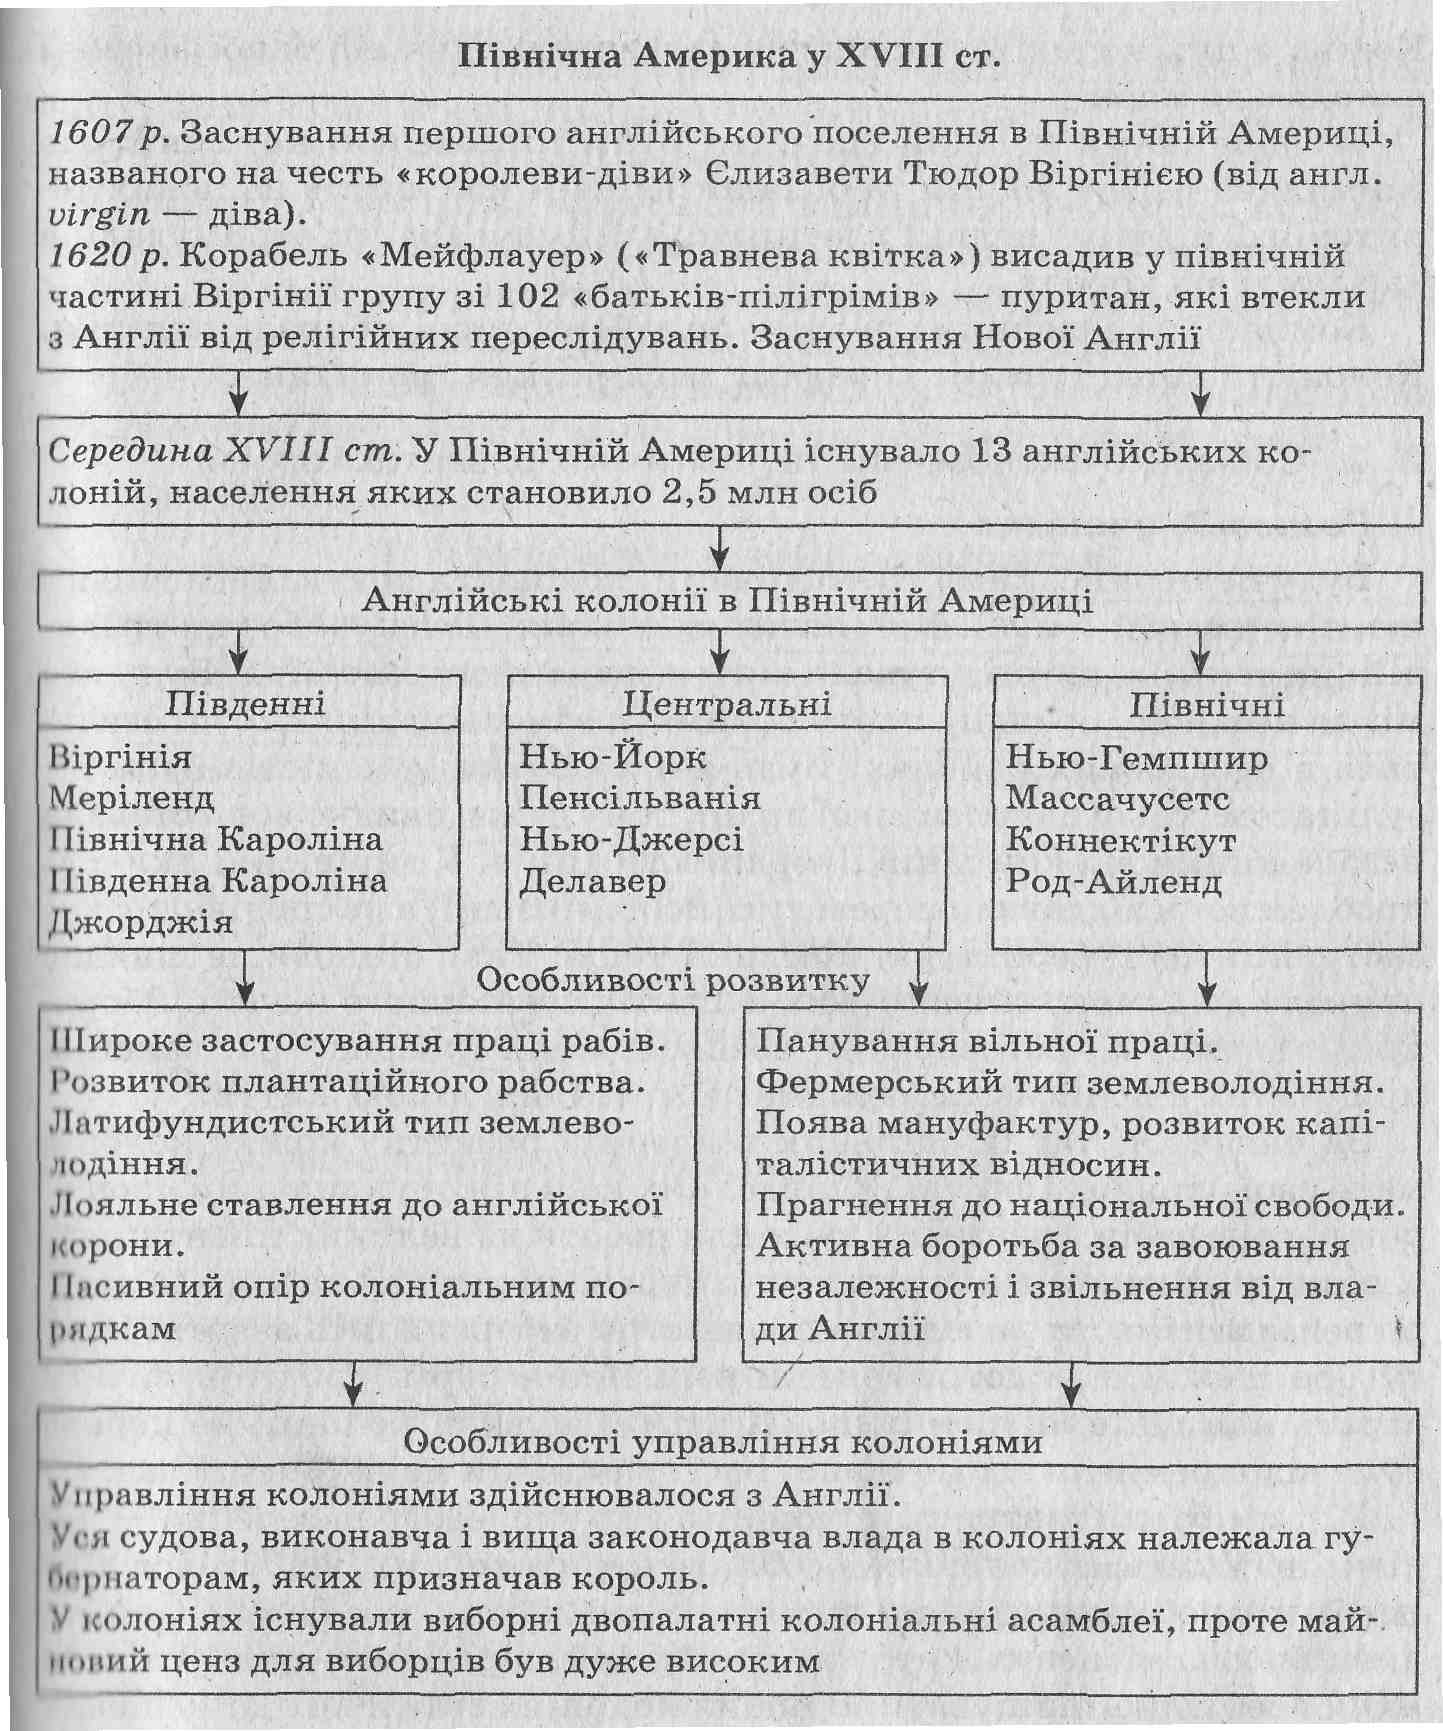 Північна Америка у XVIII ст.
1607 р. Заснування першого англійського поселення в Північній Америці,
названого на честь «королеви-діви» Єлизавети Тюдор Віргінією (від англ.
virgin — діва).
1620 р. Корабель «Мейфлауер» («Травнева квітка») висадив у північній
частині Віргінії групу зі 102 «батьків-пілігримів» — пуритан, які втекли
з Англії від релігійних переслідувань. Заснування Нової Англії
Середина XVIII ст. У Північній Америці існувало 13 англійських ко-
лоній, населення яких становило 2,5 млн осіб
Англійські колонії в Північній Америці
Південні
Віргінія
Меріленд
Північна Кароліна
Південна Кароліна
Джорджія
Центральні
Нью-Йорк
Пенсільванія
Нью-Джерсі
Делавер
Північні
Нью-Гемпшир
Массачусетс
Коннектікут
Род-Айленд
Особливості розвитку
Широке застосування праці рабів.
Розвиток плантаційного рабства.
Латифундистський тип землево-
лодіння.
Лояльне ставлення до англійської
корони.
Пасивний опір колоніальним по-
рядкам
Панування вільної праці.
Фермерський тип землеволодіння.
Поява мануфактур, розвиток капі-
талістичних відносин.
Прагнення до національної свободи.
Активна боротьба за завоювання
незалежності і звільнення від вла-
ди Англії
Особливості управління колоніями
Управління колоніями здійснювалося з Англії.
Уся судова, виконавча і вища законодавча влада в колоніях належала гу-
бернаторам, яких призначав король.
У колоніях існували виборні двопалатні колоніальні асамблеї, проте май-
новий ценз для виборців був дуже високим